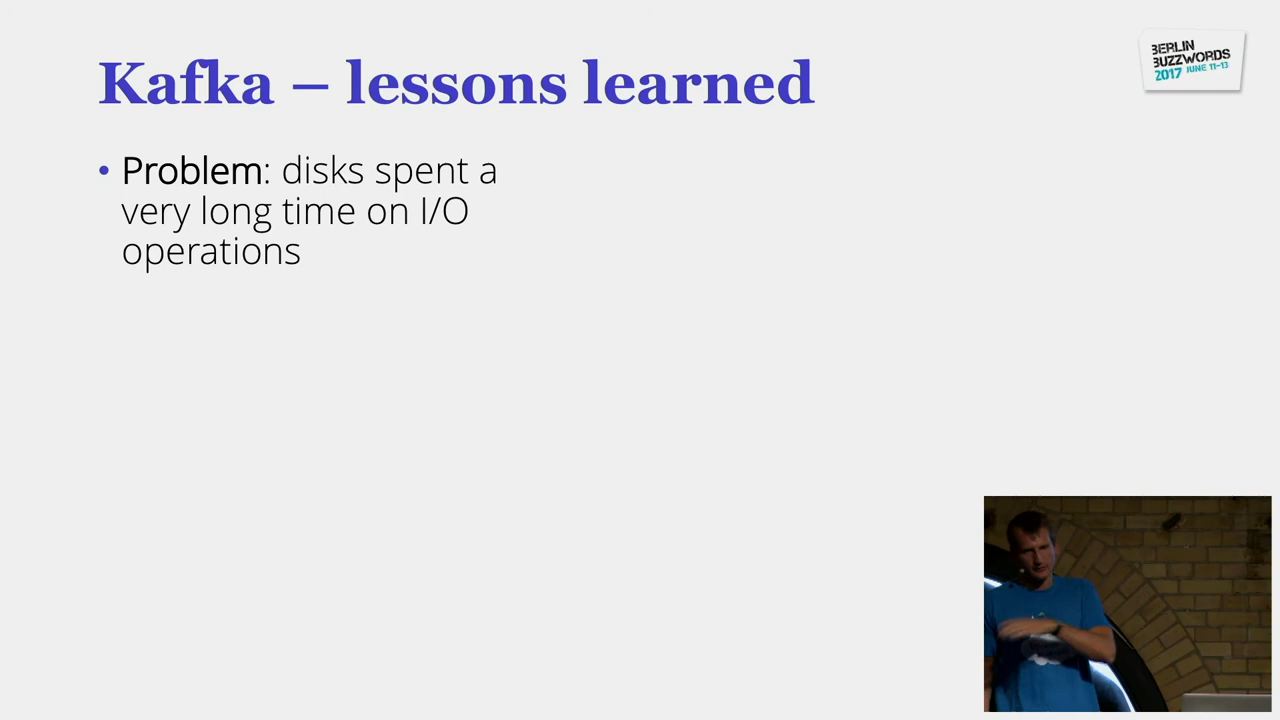 Kafka – lessons learned
BERLIN
BUZZWORDS
2017 JUNE 11-13
• Problem: disks spent a
very long time on I/O
operations